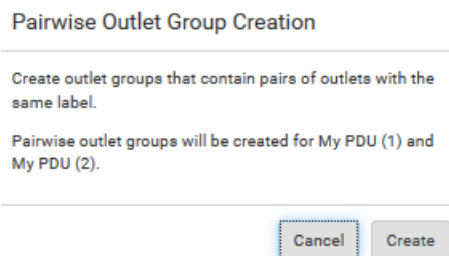 Pairwise Outlet Group Creation
Create outlet groups that contain pairs of outlets with the
same label.
Pairwise outlet groups will be created for My PDU (1) and
My PDU (2).
Cancel Create